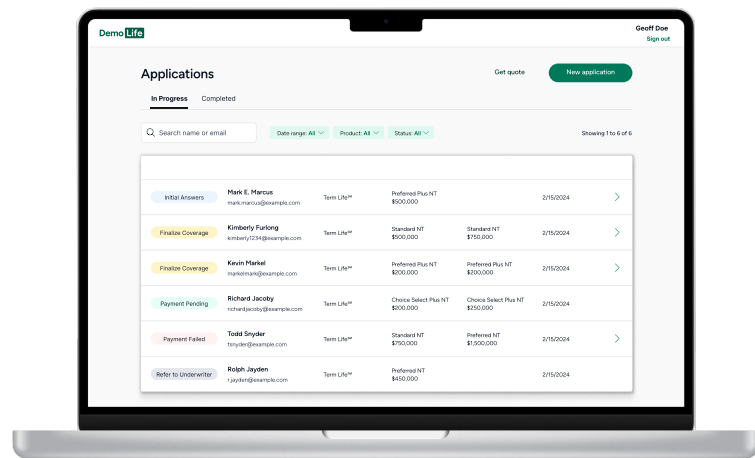 Demo Life
Geoff Doe
Sign out
Applications
Get quote
New application
In Progress
Completed
Search name or email
Date range: All
Product: All
Status: All
Showing 1 to 6 of 6
Initial Answers
Mark E. Marcus
mark.marcus@example.com
Term Life℠
Preferred Plus NT
$500,000
2/15/2024
Finalize Coverage
Kimberly Furlong
kimberly1234@example.com
Term Life℠
Standard NT
$500,000
Standard NT
$750,000
2/15/2024
Finalize Coverage
Kevin Markel
markelmark@example.com
Term Life℠
Preferred Plus NT
$200,000
Preferred Plus NT
$200,000
2/15/2024
Payment Pending
Richard Jacoby
richardjacoby@example.com
Term Life℠
Choice Select Plus NT
$200,000
Choice Select Plus NT
$250,000
2/15/2024
Payment Failed
Todd Snyder
tsnyder@example.com
Term Life℠
Standard NT
$750,000
Preferred NT
$1,500,000
2/15/2024
Refer to Underwriter
Rolph Jayden
r.jayden@example.com
Term Life℠
Preferred NT
$450,000
2/15/2024